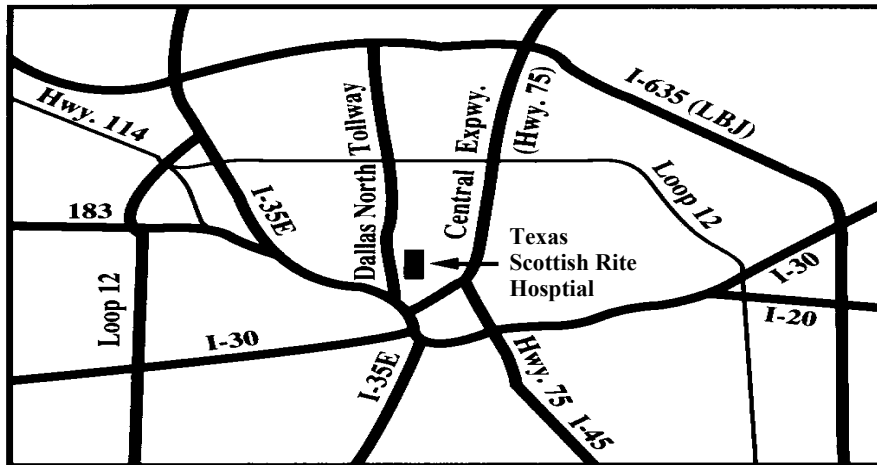 I-635 (LBJ)
Hwy. 114
Dallas North Tollway
Central Expwy.
(Hwy. 75)
Loop 12
183
I-35E
Texas
Scottish Rite
Hosptial
I-30
I-20
Loop 12
I-30
I-35E
Hwy. 75
I-45